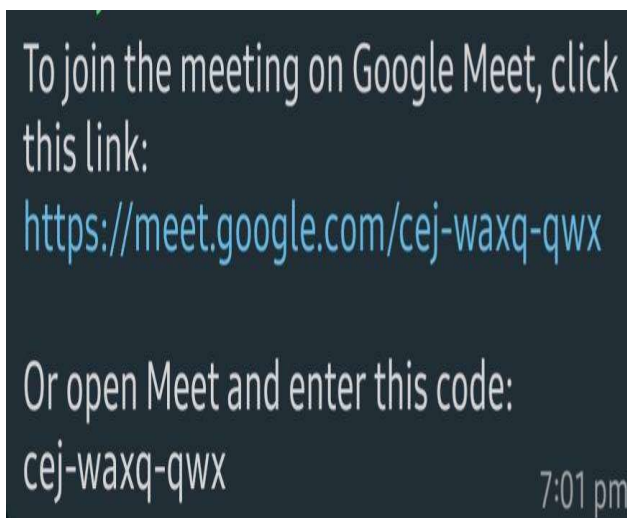 To join the meeting on Google Meet, click
this link:
https://meet.google.com/cej-waxq-qwx
Or open Meet and enter this code:
cej-waxq-qwx
7:01 pm